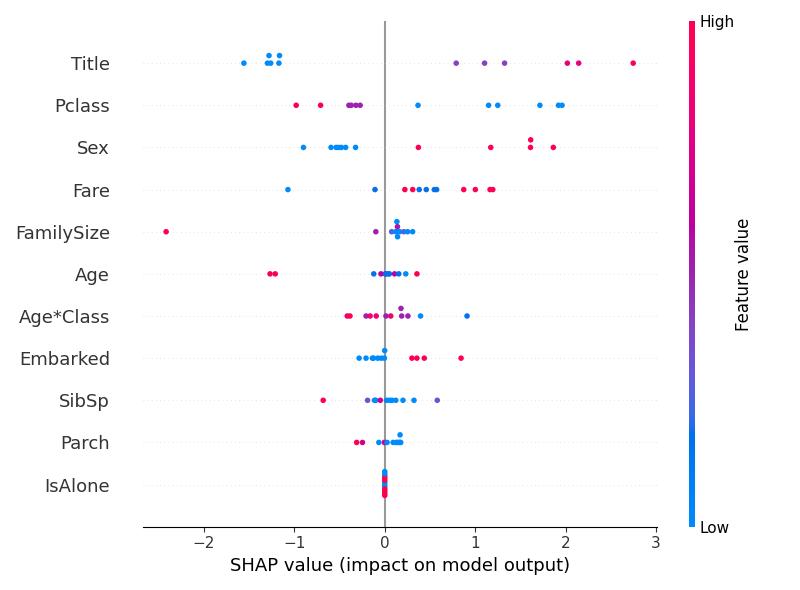 High
Title
Pclass
Sex
Fare
FamilySize
Age
Age*Class
Embarked
SibSp
Parch
IsAlone
Feature value
Low
−2 −1 0 1 2 3
SHAP value (impact on model output)